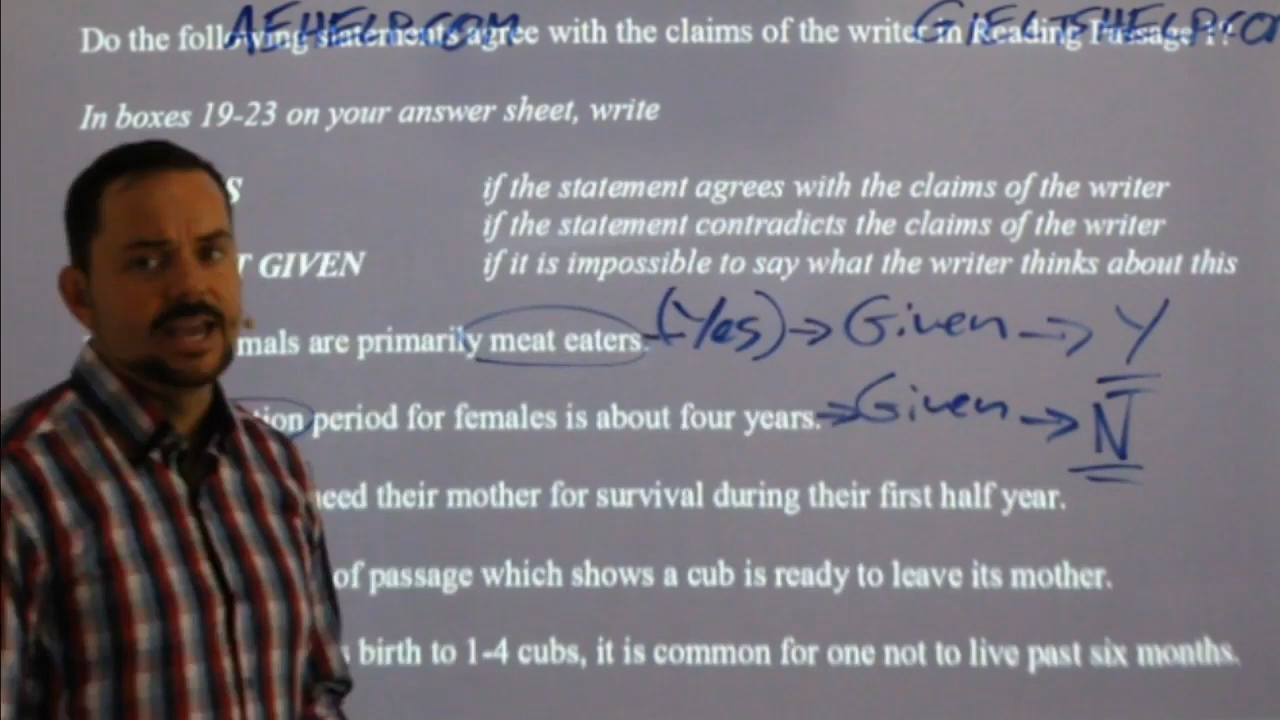 AEHELP.COM GIELTSHELP.CO
Do the following statements agree with the claims of the writer in Reading Passage 1?
In boxes 19-23 on your answer sheet, write
S if the statement agrees with the claims of the writer
if the statement contradicts the claims of the writer
T GIVEN if it is impossible to say what the writer thinks about this
mals are primarily meat eaters. (Yes) → Given → Y
tion period for females is about four years. → Given → N
need their mother for survival during their first half year.
of passage which shows a cub is ready to leave its mother.
birth to 1-4 cubs, it is common for one not to live past six months.